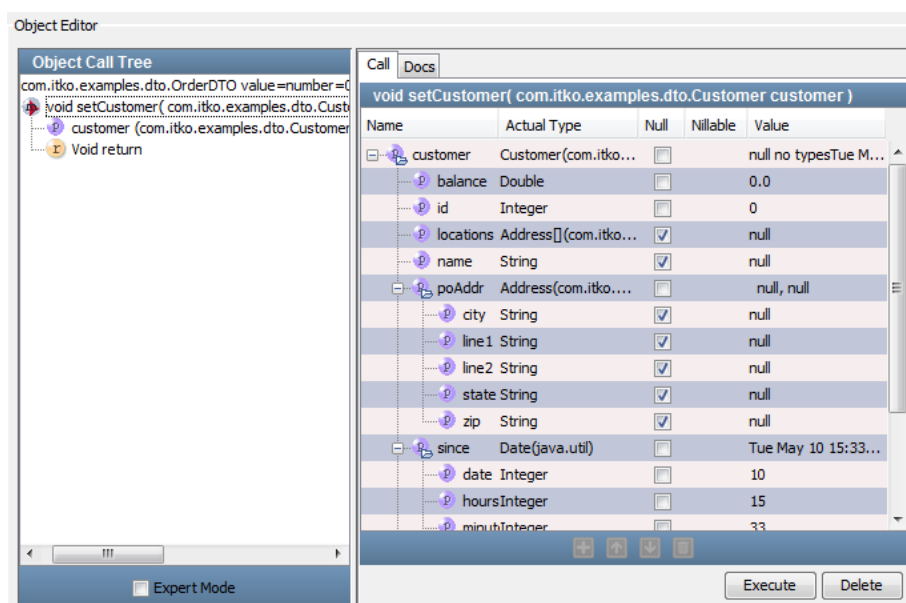 Object Editor
Object Call Tree
com.itko.examples.dto.OrderDTO value=number=0
void setCustomer( com.itko.examples.dto.Custo
P customer (com.itko.examples.dto.Customer
r Void return
Expert Mode
Call Docs
void setCustomer( com.itko.examples.dto.Customer customer )
Name Actual Type Null Nillable Value
P customer Customer(com.itko... null no typesTue M...
P balance Double 0.0
P id Integer 0
P locations Address[](com.itko... null
P name String null
P poAddr Address(com.itko.... null, null
P city String null
P line1 String null
P line2 String null
P state String null
P zip String null
P since Date(java.util) Tue May 10 15:33...
P date Integer 10
P hours Integer 15
P minut Integer 33
Execute Delete